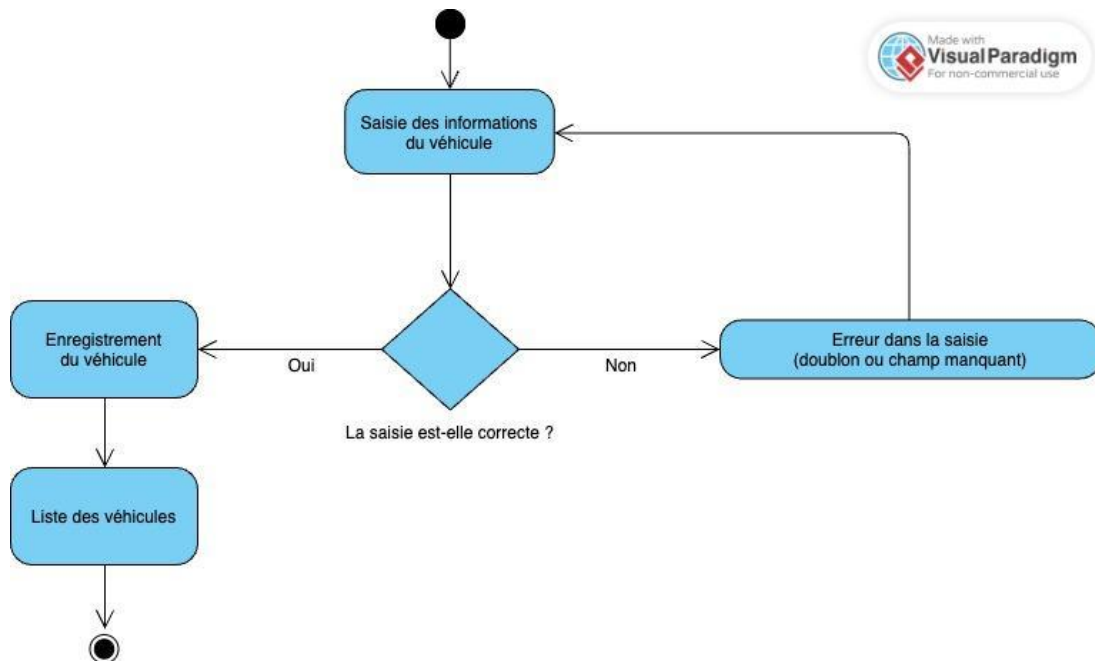 Made with
Visual Paradigm
For non-commercial use
Saisie des informations
du véhicule
Enregistrement
du véhicule
Oui
Non
Erreur dans la saisie
(doublon ou champ manquant)
La saisie est-elle correcte ?
Liste des véhicules